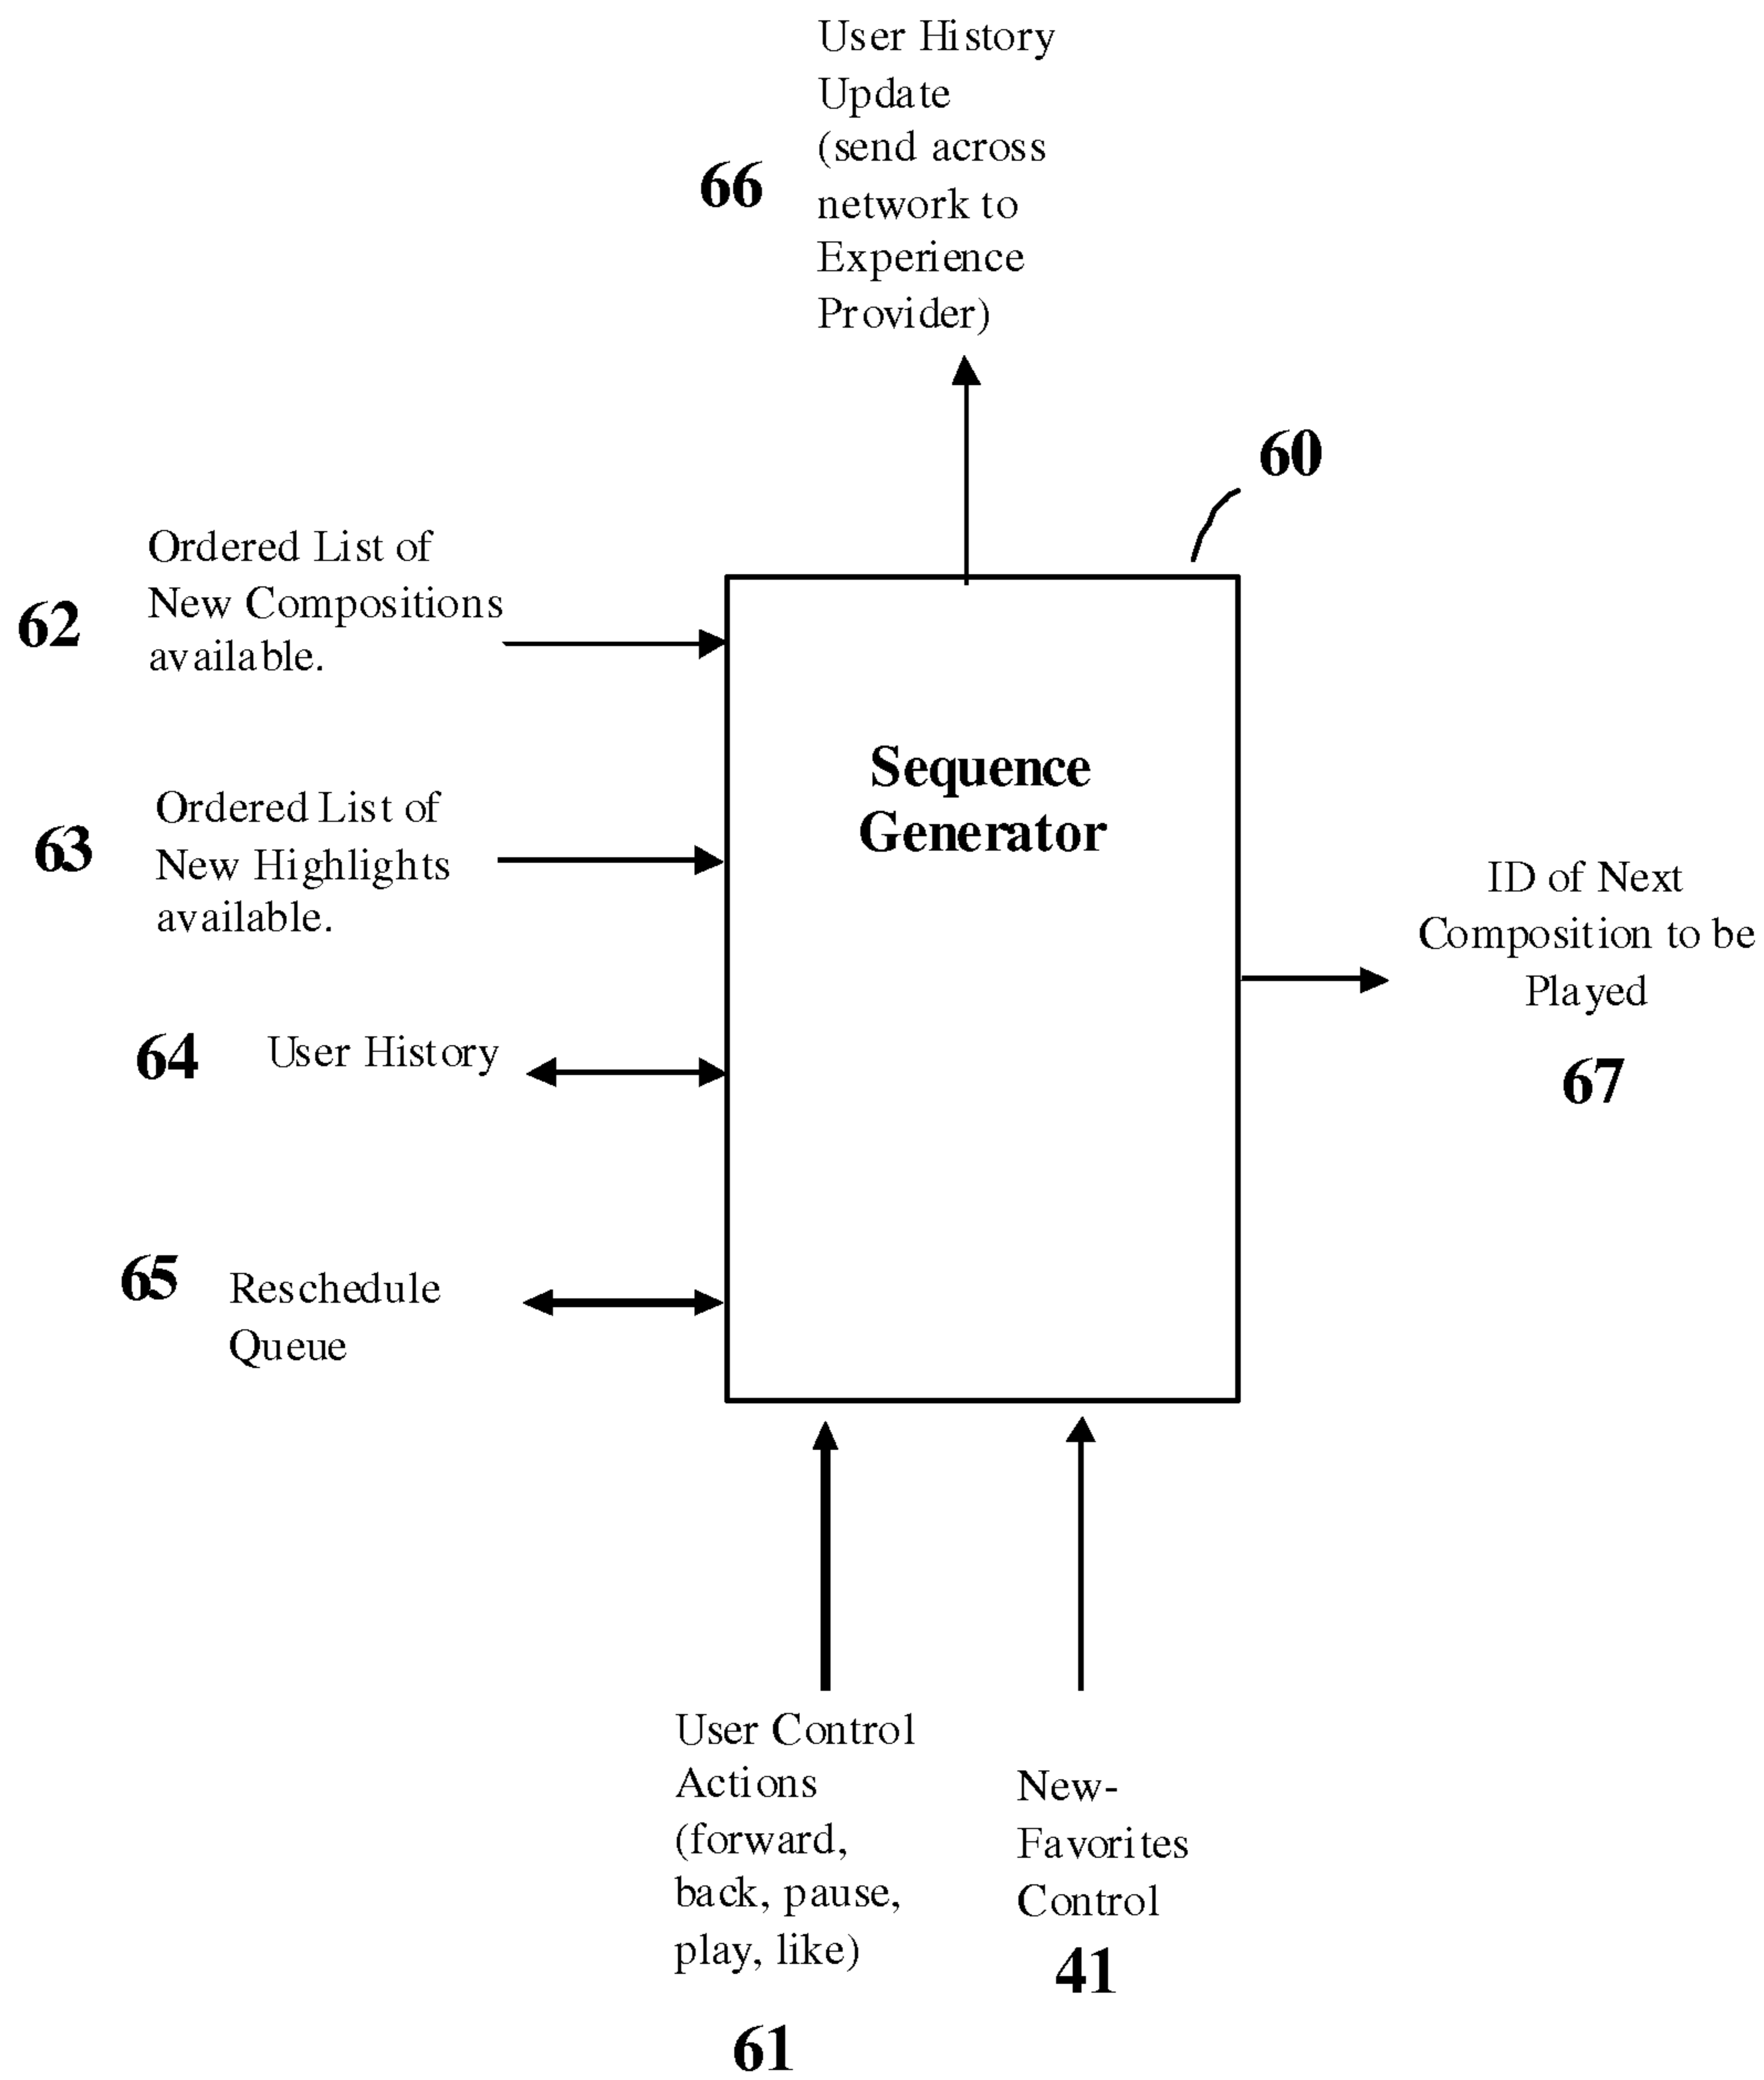 User History
Update
(send across
network to
Experience
Provider)
66
60
Ordered List of
New Compositions
available.
62
Sequence
Generator
Ordered List of
New Highlights
available.
63
ID of Next
Composition to be
Played
67
64
User History
65
Reschedule
Queue
User Control
Actions
(forward,
back, pause,
play, like)
61
New-
Favorites
Control
41